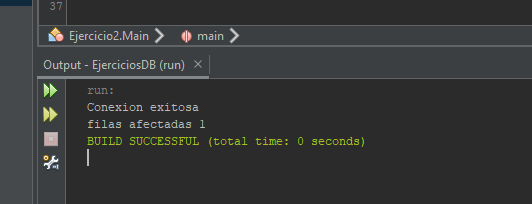 37
Ejercicio2.Main
main
Output - EjerciciosDB (run)
run:
Conexion exitosa
filas afectadas 1
BUILD SUCCESSFUL (total time: 0 seconds)